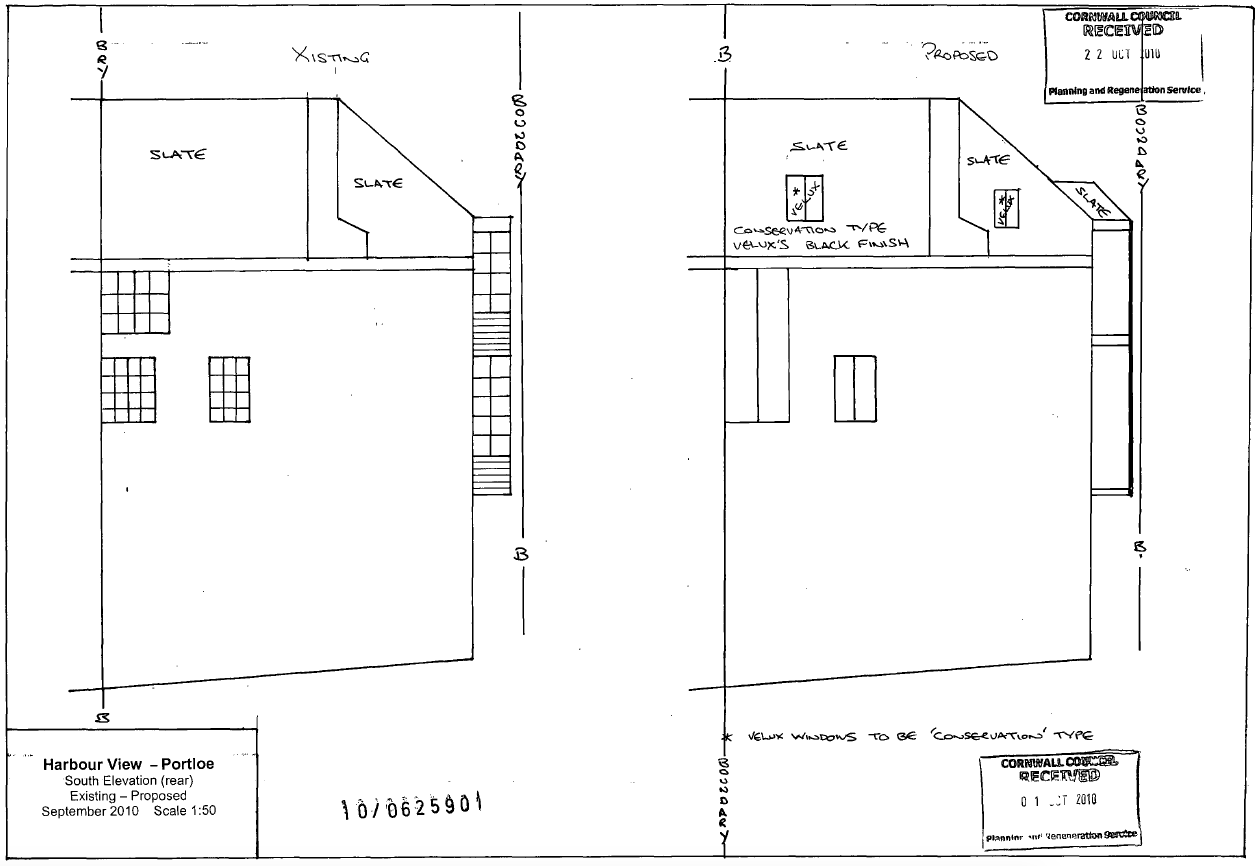 XISTING
BRY
BOUNDARY
SLATE
SLATE
B
B
B
PROPOSED
CORNWALL COUNCIL
RECEIVED
22 OCT 2010
Planning and Regeneration Service
BOUNDARY
SLATE
SLATE
SLATE
* VELUX
* VELUX
CONSERVATION TYPE
VELUX'S BLACK FINISH
B
* VELUX WINDOWS TO BE 'CONSERVATION' TYPE
BOUNDARY
CORNWALL COUNCIL
RECEIVED
01 OCT 2010
Planning and Regeneration Service
Harbour View – Portloe
South Elevation (rear)
Existing – Proposed
September 2010 Scale 1:50
10/0625901